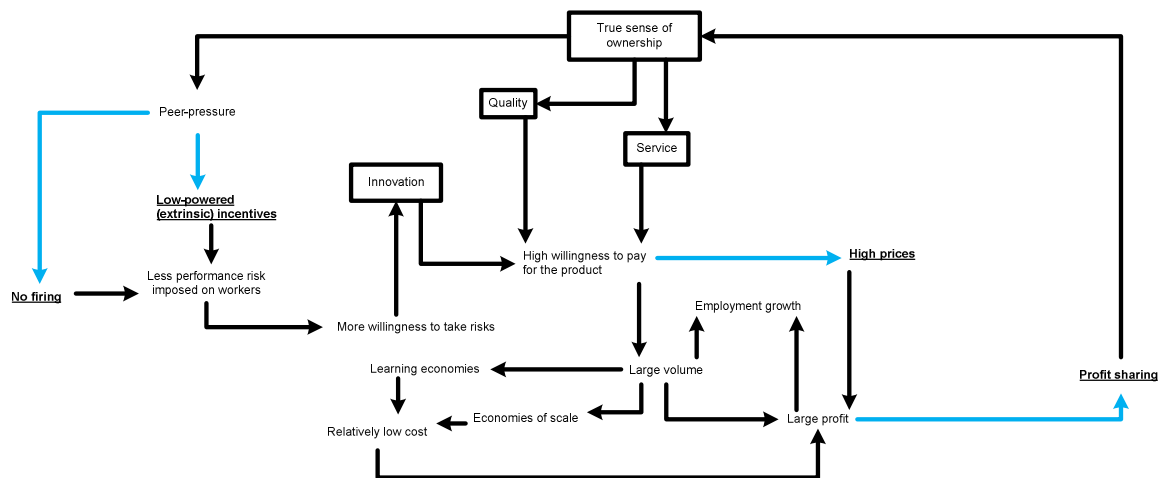 True sense of
ownership
Quality
Peer-pressure
Service
Innovation
Low-powered
(extrinsic) incentives
High willingness to pay
for the product
High prices
Less performance risk
imposed on workers
No firing
Employment growth
More willingness to take risks
Learning economies
Large volume
Profit sharing
Economies of scale
Large profit
Relatively low cost